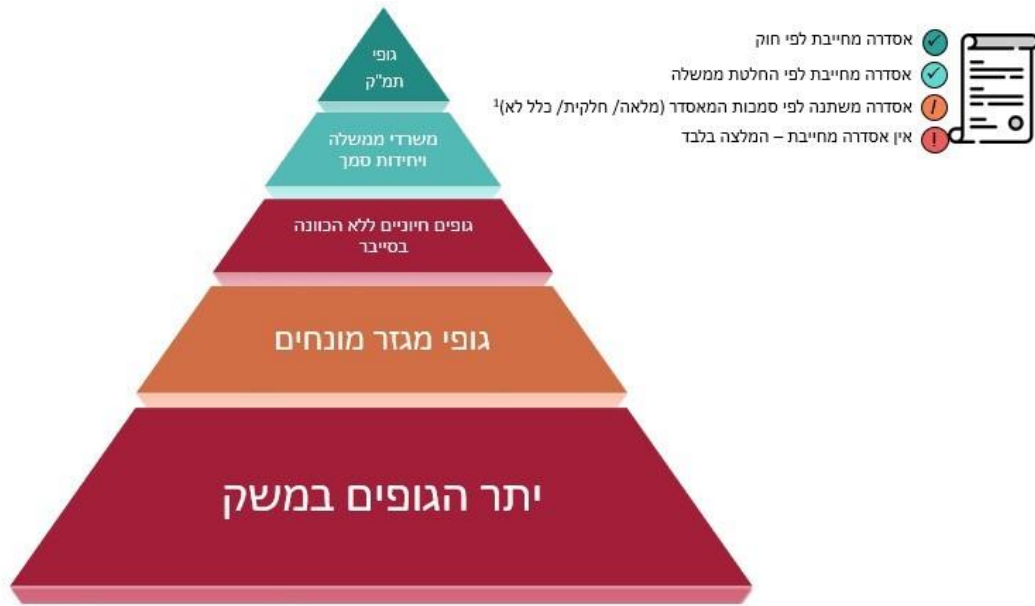 גופי
תמ"ק
משרדי ממשלה
ויחידות סמך
גופים חיוניים ללא הכוונה
בסייבר
גופי מגזר מונחים
יתר הגופים במשק
אסדרה מחייבת לפי חוק
אסדרה מחייבת לפי החלטת ממשלה
אסדרה משתנה לפי סמכות המאסדר (מלאה/ חלקית/ כלל לא)¹
אין אסדרה מחייבת – המלצה בלבד